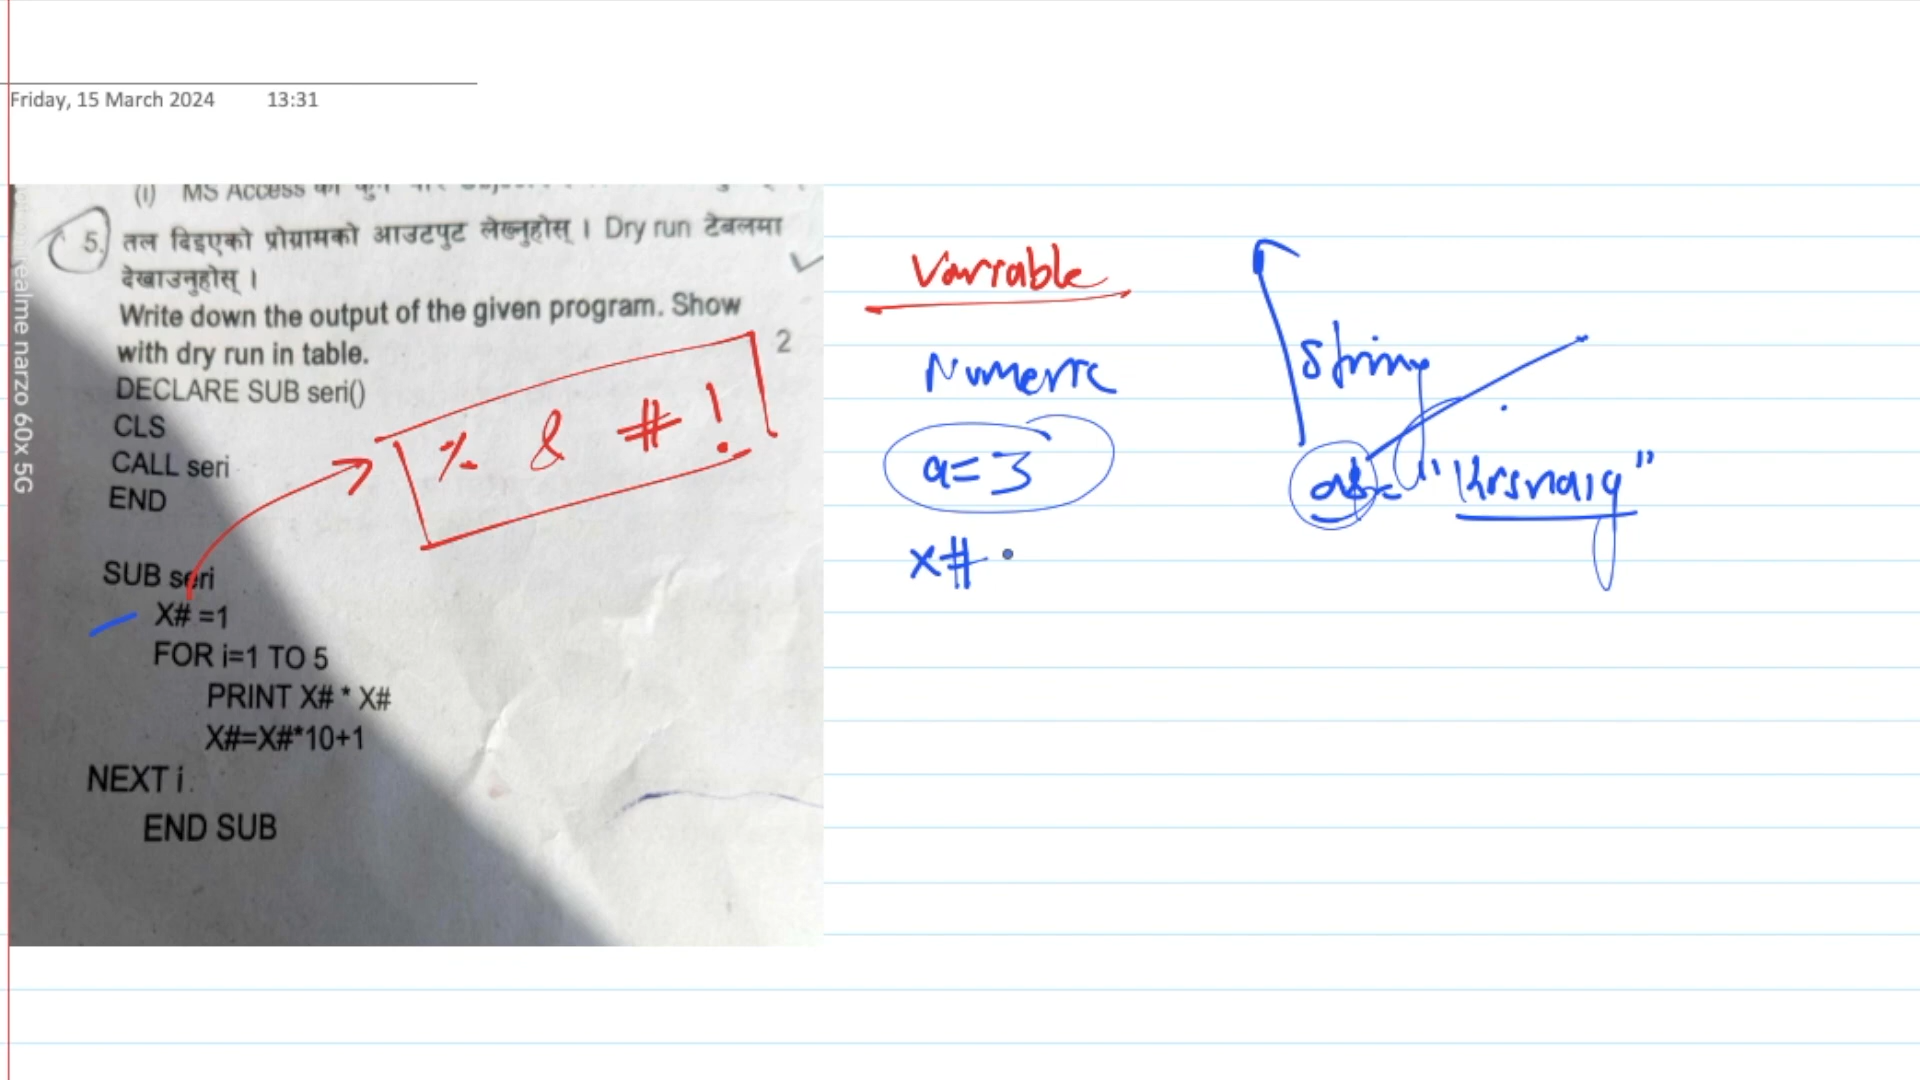 Friday, 15 March 2024 13:31
(i) MS Access
5. तल दिइएको प्रोग्रामको आउटपुट लेख्नुहोस् । Dry run टेबलमा
देखाउनुहोस् ।
Write down the output of the given program. Show
with dry run in table. 2
DECLARE SUB seri()
CLS
CALL seri
END
SUB seri
X# =1
FOR i=1 TO 5
PRINT X# * X#
X#=X#*10+1
NEXT i
END SUB
realme narzo 60x 5G
% & # !
Variable
Numeric
a=3
x#
String
a$=